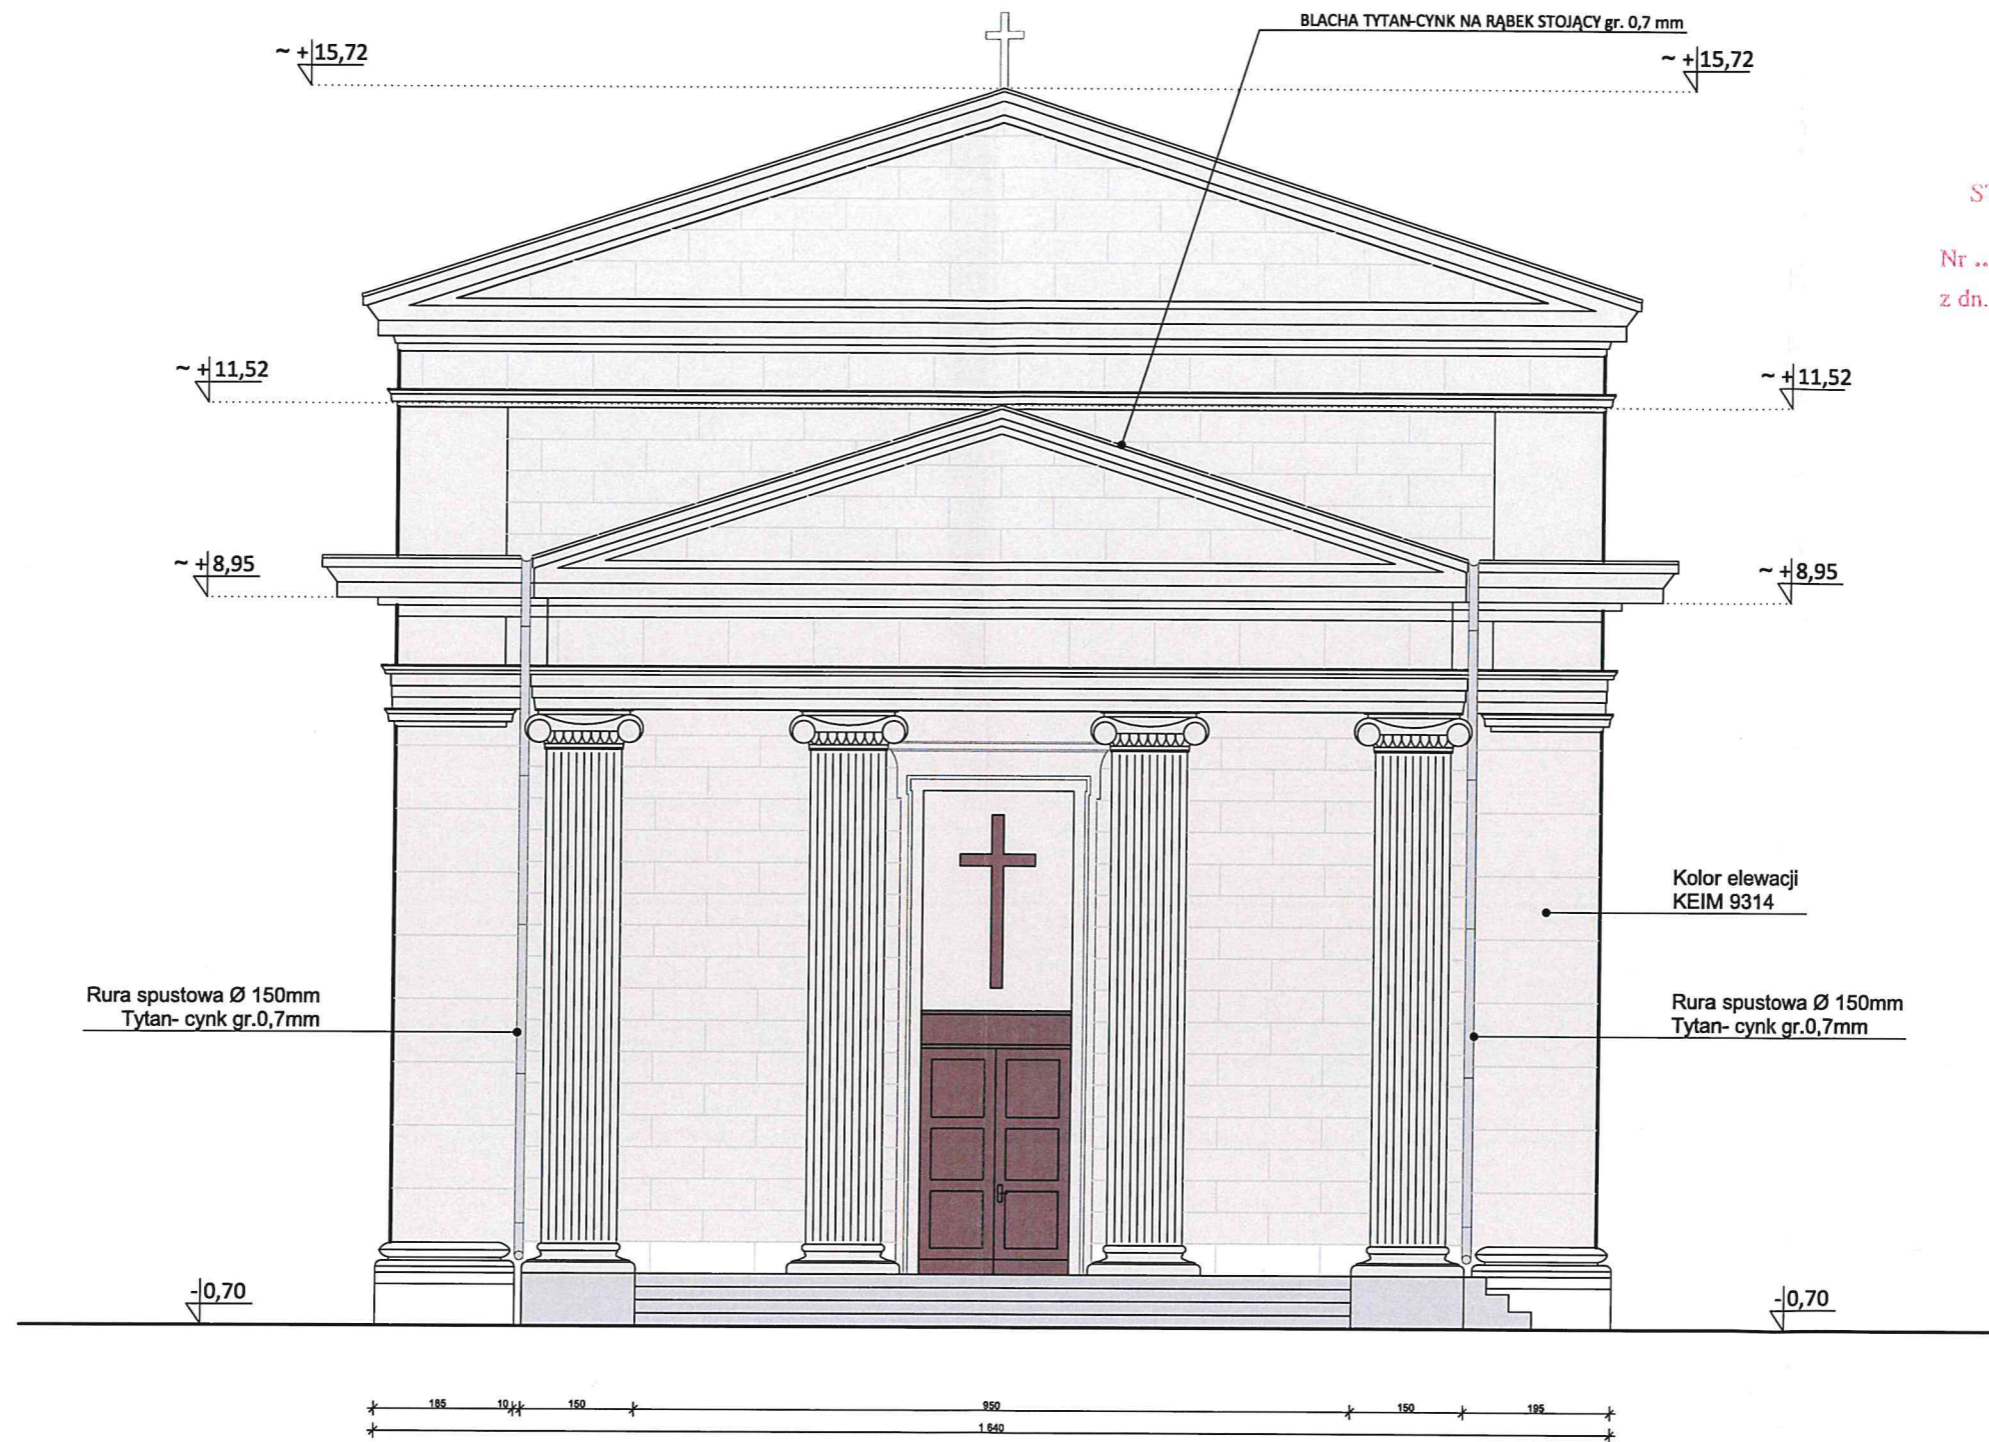 BLACHA TYTAN-CYNK NA RĄBEK STOJĄCY gr. 0,7 mm
~ +15,72
~ +15,72
Nr ..
z dn.
~ +11,52
~ +11,52
~ +8,95
~ +8,95
Kolor elewacji
KEIM 9314
Rura spustowa Ø 150mm
Tytan- cynk gr.0,7mm
Rura spustowa Ø 150mm
Tytan- cynk gr.0,7mm
-0,70
-0,70
185 10 150 950 150 195
1 640